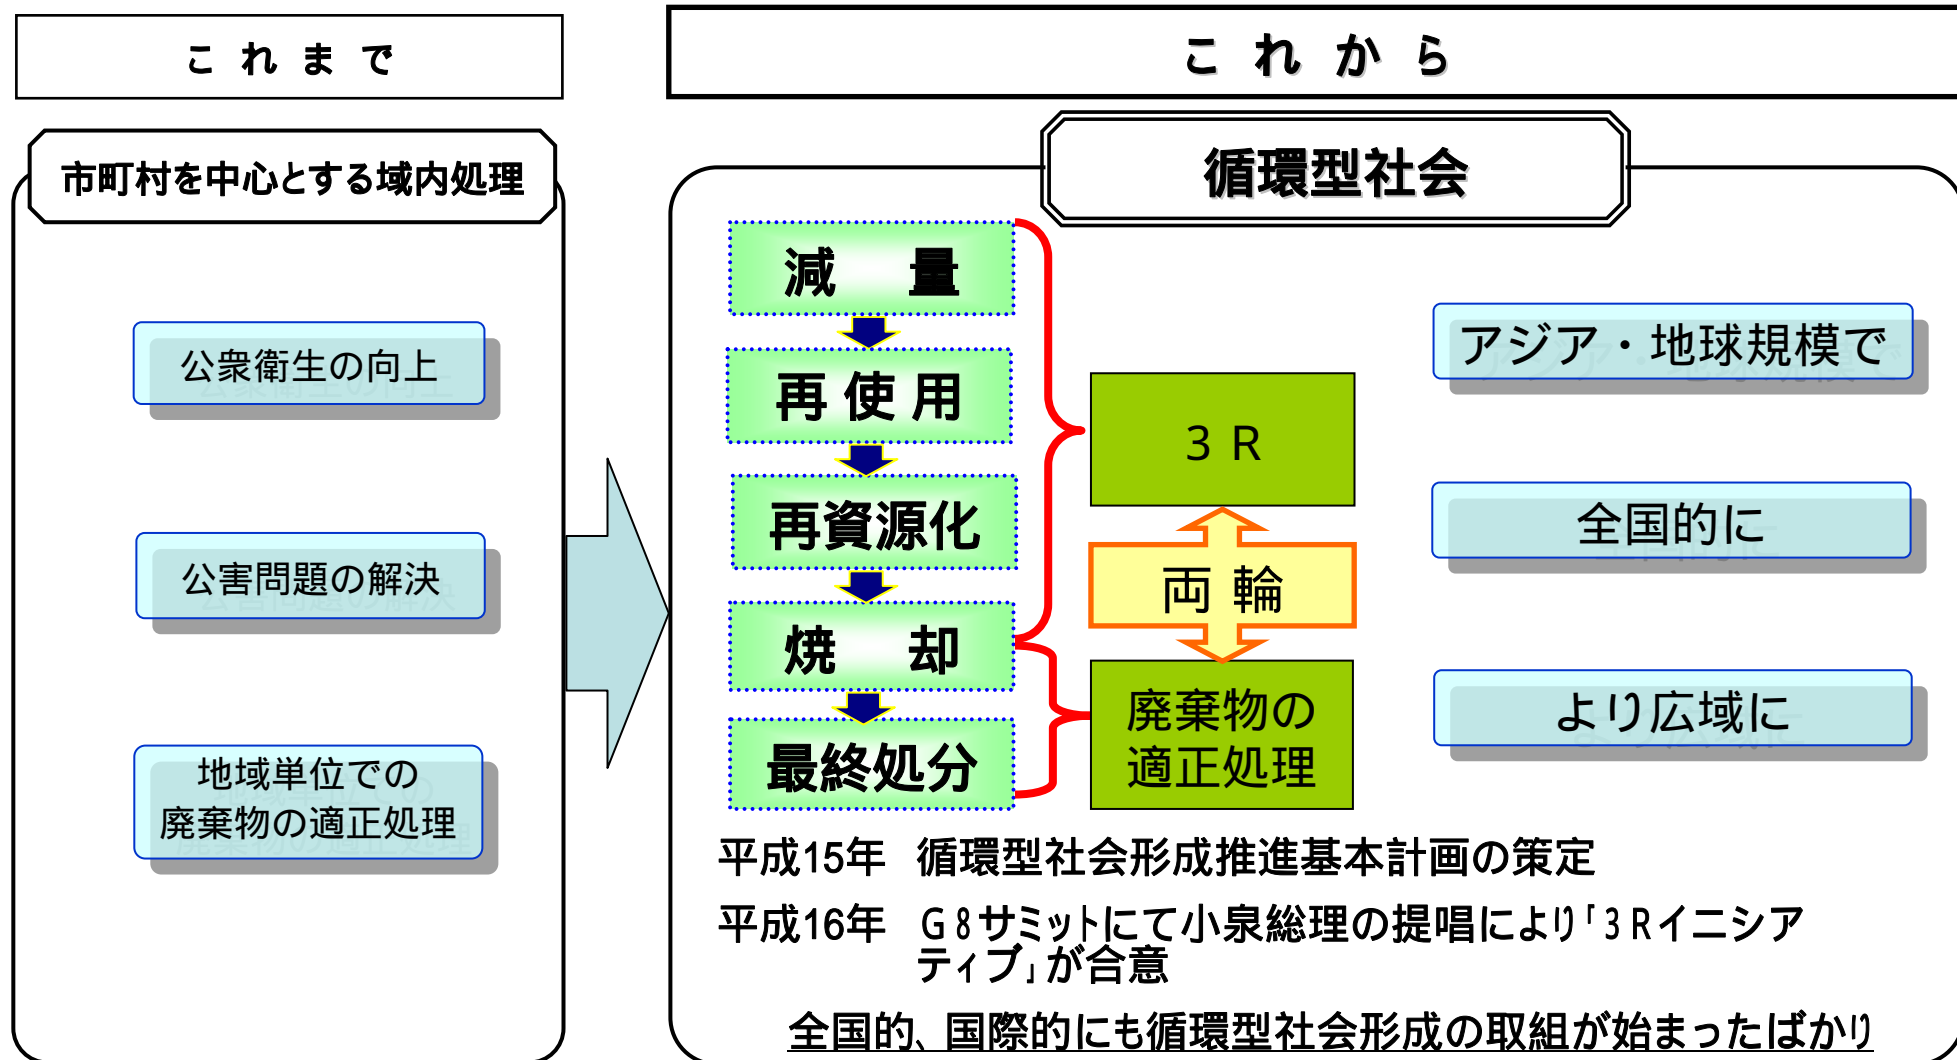 これまで
市町村を中心とする域内処理
公衆衛生の向上
公害問題の解決
地域単位での
廃棄物の適正処理
これから
循環型社会
減　量
再使用
再資源化
焼　却
最終処分
３Ｒ
両輪
廃棄物の
適正処理
アジア・地球規模で
全国的に
より広域に
平成15年　循環型社会形成推進基本計画の策定
平成16年　Ｇ８サミットにて小泉総理の提唱により「３Ｒイニシア
ティブ」が合意
全国的、国際的にも循環型社会形成の取組が始まったばかり